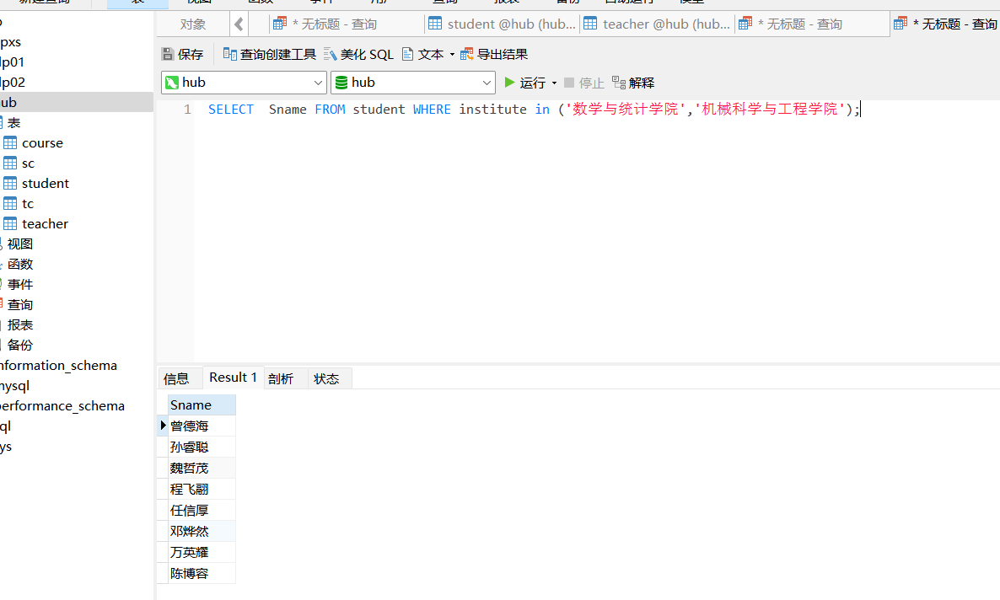 对象 * 无标题 - 查询 student @hub (hub... teacher @hub (hub... * 无标题 - 查询 * 无标题 - 查询
保存 查询创建工具 美化 SQL 文本 导出结果
hub hub 运行 停止 解释
1 SELECT  Sname FROM student WHERE institute in ('数学与统计学院','机械科学与工程学院');
pxs
lp01
lp02
ub
表
course
sc
student
tc
teacher
视图
函数
事件
查询
报表
备份
nformation_schema
mysql
performance_schema
ql
ys
信息 Result 1 剖析 状态
Sname
曾德海
孙睿聪
魏哲茂
程飞翮
任信厚
邓烨然
万英耀
陈博容